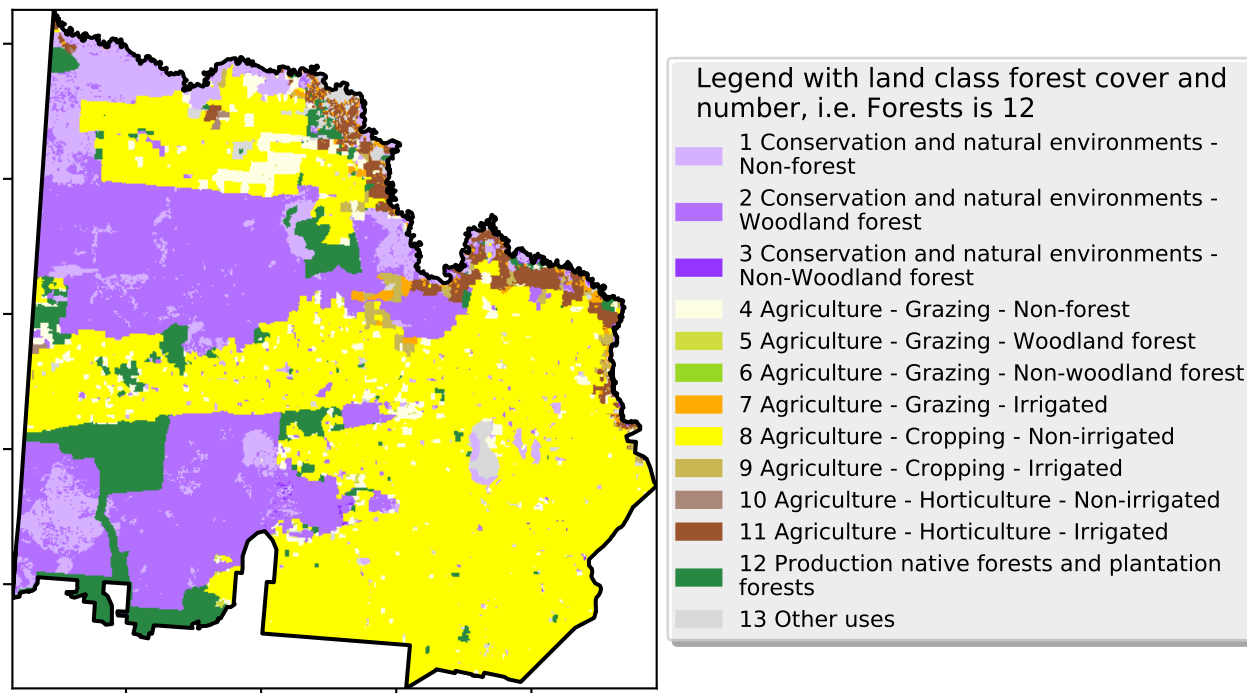 Legend with land class forest cover and
number, i.e. Forests is 12
1 Conservation and natural environments -
Non-forest
2 Conservation and natural environments -
Woodland forest
3 Conservation and natural environments -
Non-Woodland forest
4 Agriculture - Grazing - Non-forest
5 Agriculture - Grazing - Woodland forest
6 Agriculture - Grazing - Non-woodland forest
7 Agriculture - Grazing - Irrigated
8 Agriculture - Cropping - Non-irrigated
9 Agriculture - Cropping - Irrigated
10 Agriculture - Horticulture - Non-irrigated
11 Agriculture - Horticulture - Irrigated
12 Production native forests and plantation
forests
13 Other uses